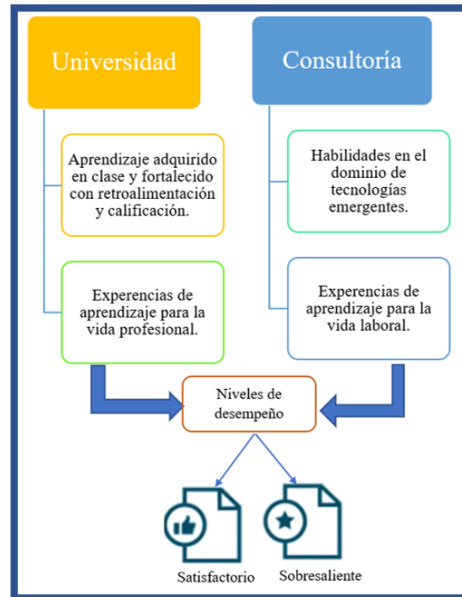 Universidad
Consultoría
Aprendizaje adquirido
en clase y fortalecido
con retroalimentación
y calificación.
Habilidades en el
dominio de
tecnologías
emergentes.
Experencias de
aprendizaje para la
vida profesional.
Experencias de
aprendizaje para la
vida laboral.
Niveles de
desempeño
Satisfactorio
Sobresaliente